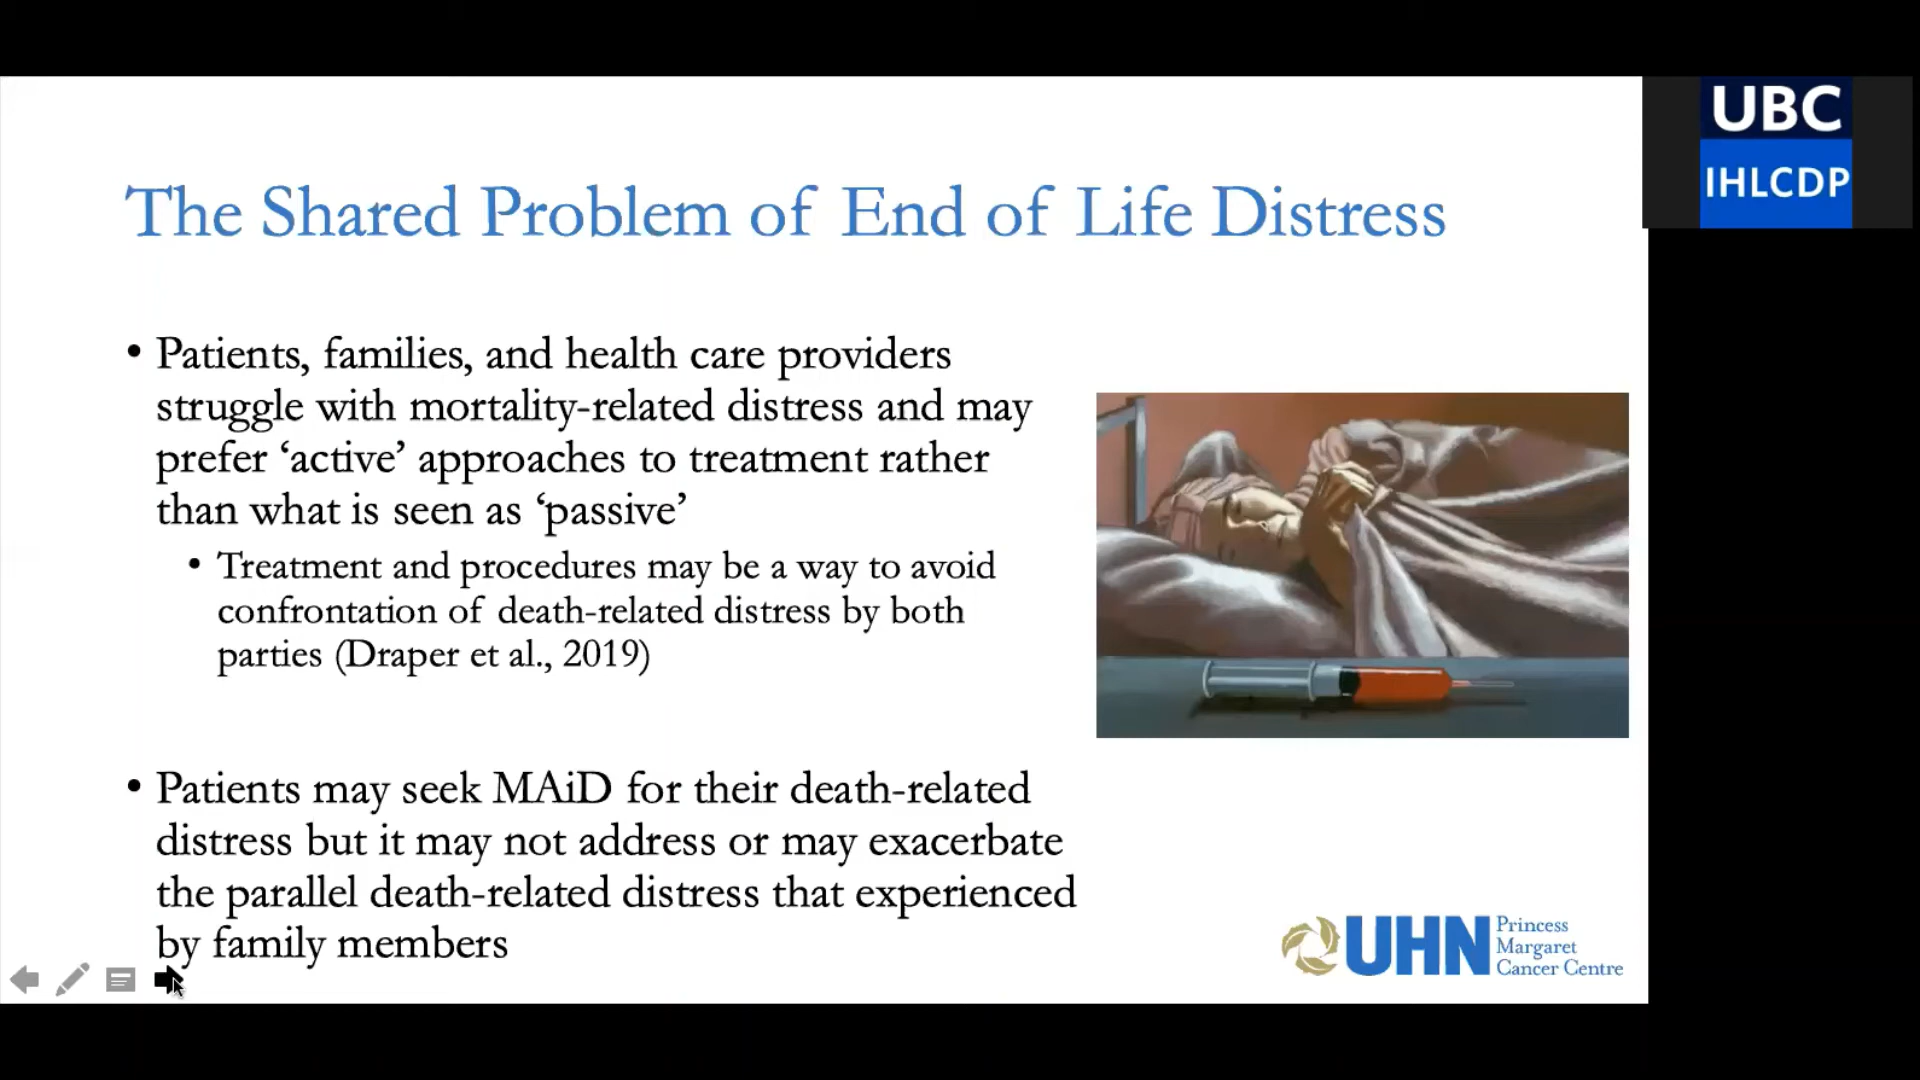 The Shared Problem of End of Life Distress
• Patients, families, and health care providers
struggle with mortality-related distress and may
prefer ‘active’ approaches to treatment rather
than what is seen as ‘passive’
• Treatment and procedures may be a way to avoid
confrontation of death-related distress by both
parties (Draper et al., 2019)
• Patients may seek MAiD for their death-related
distress but it may not address or may exacerbate
the parallel death-related distress that experienced
by family members
UHN
Princess
Margaret
Cancer Centre
UBC
IHLCDP